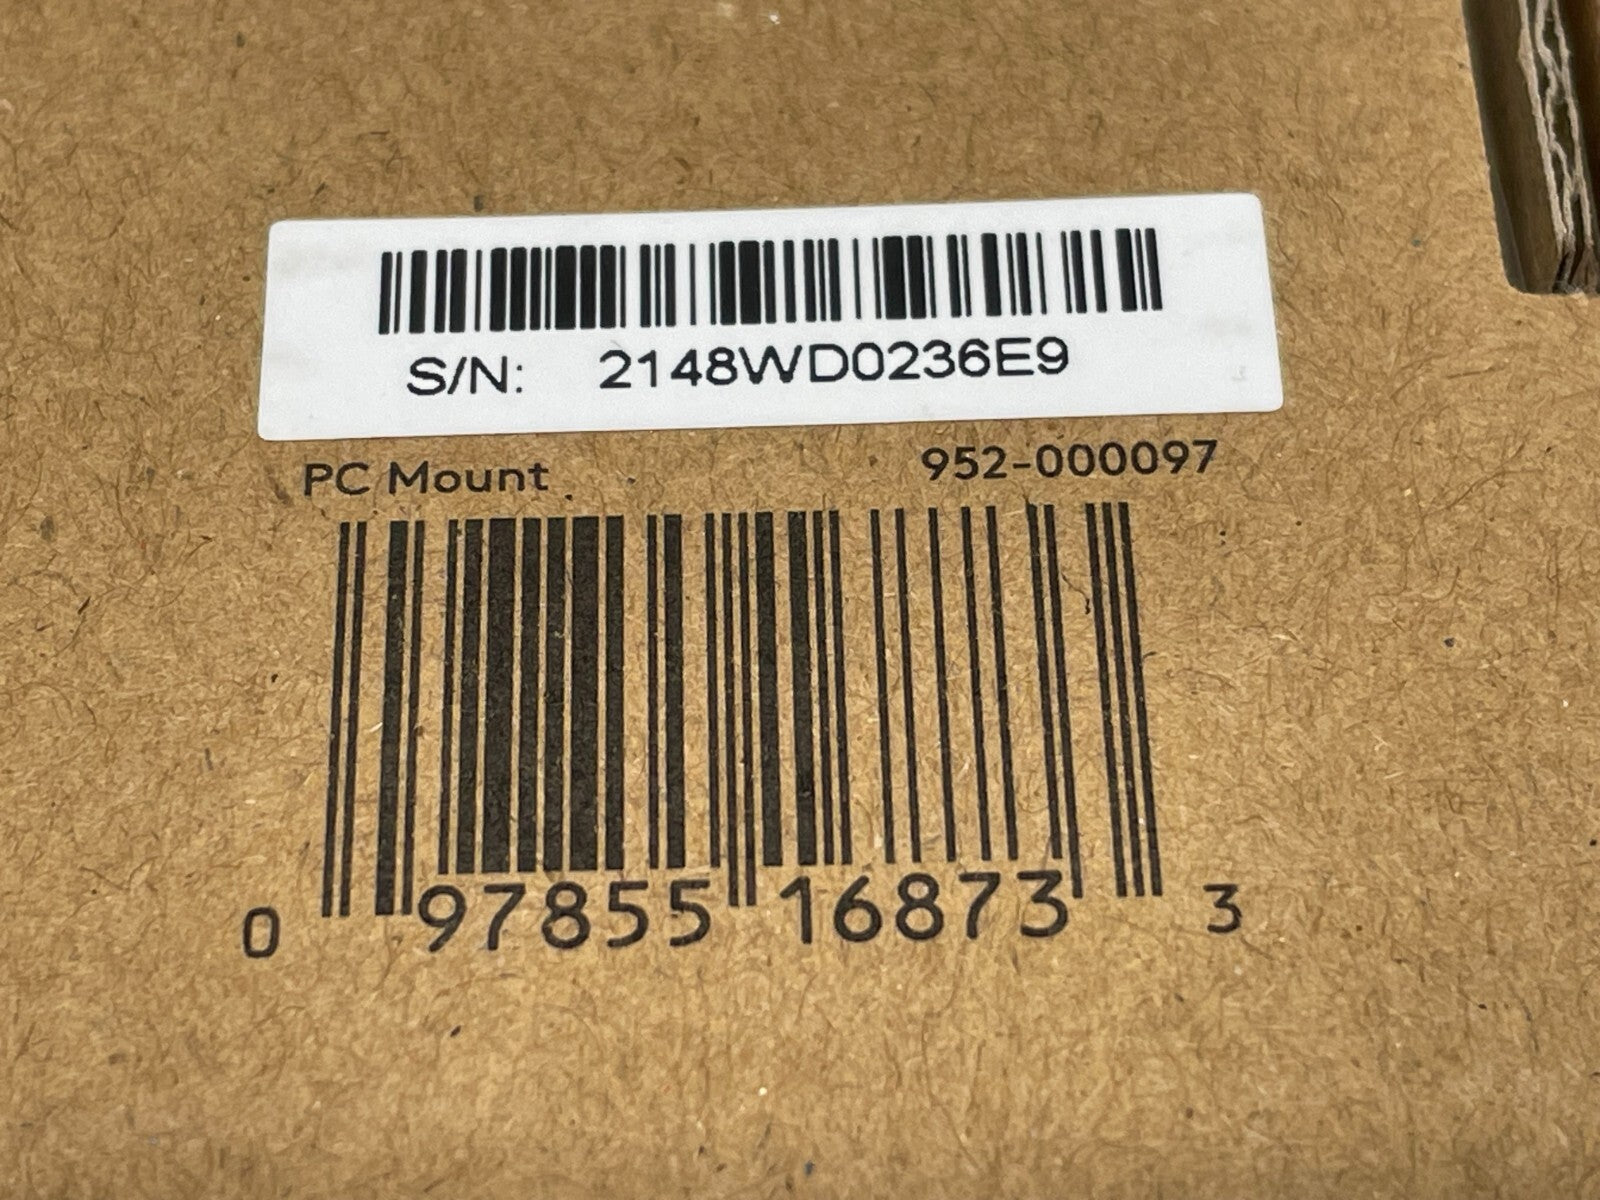 S/N: 2148WD0236E9
PC Mount 952-000097
0 97855 16873 3